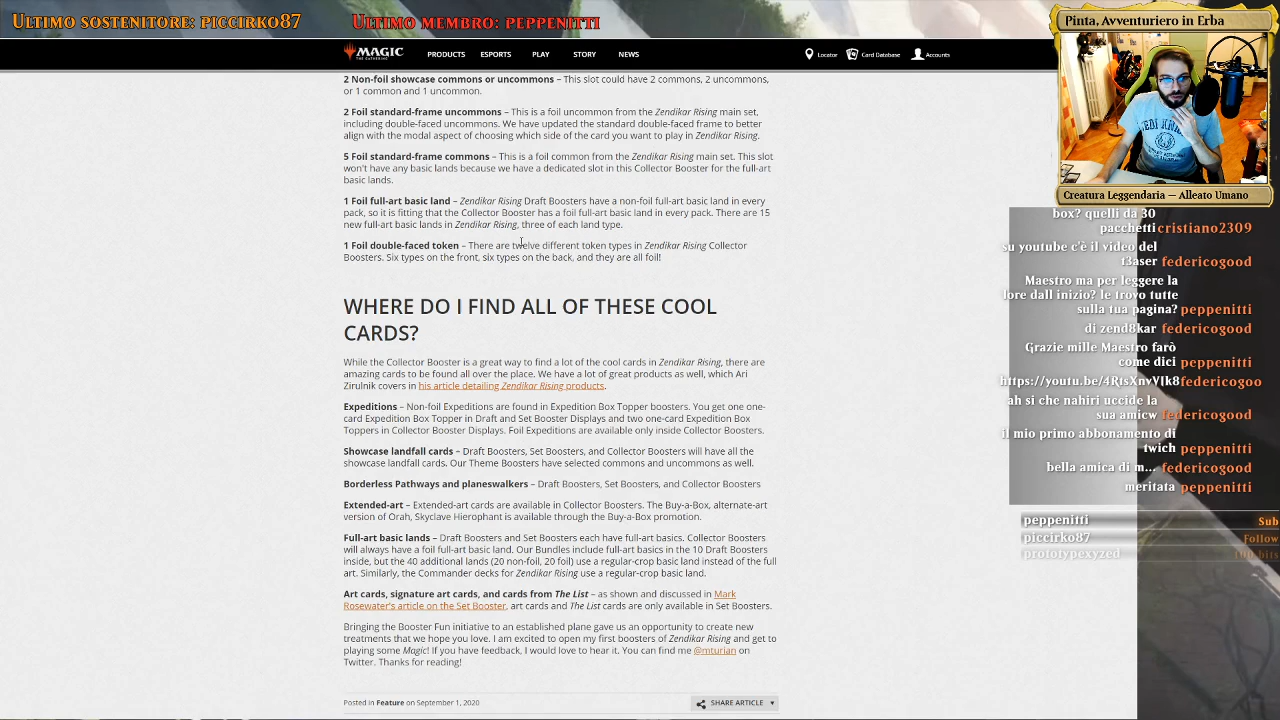 Ultimo sostenitore: piccirko87
Ultimo membro: peppenitti
Pinta, Avventuriero in Erba
MAGIC
THE GATHERING
PRODUCTS
ESPORTS
PLAY
STORY
NEWS
Locator
Card Database
Accounts
2 Non-foil showcase commons or uncommons – This slot could have 2 commons, 2 uncommons,
or 1 common and 1 uncommon.
2 Foil standard-frame uncommons – This is a foil uncommon from the Zendikar Rising main set,
including double-faced uncommons. We have updated the standard double-faced frame to better
align with the modal aspect of choosing which side of the card you want to play in Zendikar Rising.
5 Foil standard-frame commons – This is a foil common from the Zendikar Rising main set. This slot
won't have any basic lands because we have a dedicated slot in this Collector Booster for the full-art
basic lands.
1 Foil full-art basic land – Zendikar Rising Draft Boosters have a non-foil full-art basic land in every
pack, so it is fitting that the Collector Booster has a foil full-art basic land in every pack. There are 15
new full-art basic lands in Zendikar Rising, three of each land type.
1 Foil double-faced token – There are twelve different token types in Zendikar Rising Collector
Boosters. Six types on the front, six types on the back, and they are all foil!
WHERE DO I FIND ALL OF THESE COOL
CARDS?
While the Collector Booster is a great way to find a lot of the cool cards in Zendikar Rising, there are
amazing cards to be found all over the place. We have a lot of great products as well, which Ari
Zirulnik covers in his article detailing Zendikar Rising products.
Expeditions – Non-foil Expeditions are found in Expedition Box Topper boosters. You get one one-
card Expedition Box Topper in Draft and Set Booster Displays and two one-card Expedition Box
Toppers in Collector Booster Displays. Foil Expeditions are available only inside Collector Boosters.
Showcase landfall cards – Draft Boosters, Set Boosters, and Collector Boosters will have all the
showcase landfall cards. Our Theme Boosters have selected commons and uncommons as well.
Borderless Pathways and planeswalkers – Draft Boosters, Set Boosters, and Collector Boosters
Extended-art – Extended-art cards are available in Collector Boosters. The Buy-a-Box, alternate-art
version of Orah, Skyclave Hierophant is available through the Buy-a-Box promotion.
Full-art basic lands – Draft Boosters and Set Boosters each have full-art basics. Collector Boosters
will always have a foil full-art basic land. Our Bundles include full-art basics in the 10 Draft Boosters
inside, but the 40 additional lands (20 non-foil, 20 foil) use a regular-crop basic land instead of the full
art. Similarly, the Commander decks for Zendikar Rising use a regular-crop basic land.
Art cards, signature art cards, and cards from The List – as shown and discussed in Mark
Rosewater's article on the Set Booster, art cards and The List cards are only available in Set Boosters.
Bringing the Booster Fun initiative to an established plane gave us an opportunity to create new
treatments that we hope you love. I am excited to open my first boosters of Zendikar Rising and get to
playing some Magic! If you have feedback, I would love to hear it. You can find me @mturian on
Twitter. Thanks for reading!
Posted in Feature on September 1, 2020
SHARE ARTICLE
Creatura Leggendaria — Alleato Umano
box? quelli da 30
pacchetti cristiano2309
su youtube c'è il video del
t3aser federicogood
Maestro ma per leggere la
lore dall inizio? le trovo tutte
sulla tua pagina? peppenitti
di zend8kar federicogood
Grazie mille Maestro farò
come dici peppenitti
federicogoo
ah si che nahiri uccide la
sua amicw federicogood
il mio primo abbonamento di
twich peppenitti
bella amica di m... federicogood
meritata peppenitti
peppenitti Sub
piccirko87 Follow
prototypexyzed 100 bits